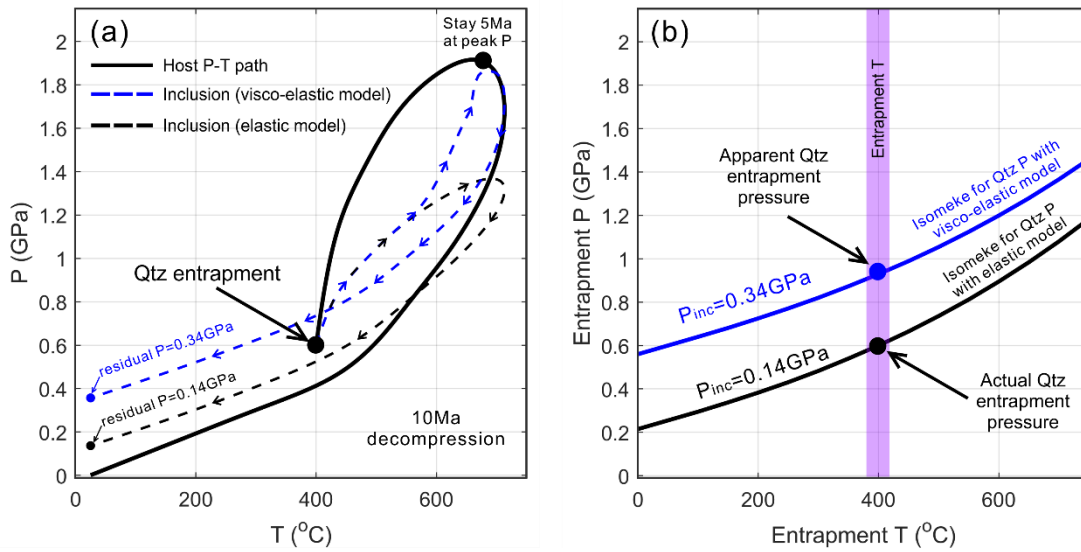 (a)
Stay 5Ma
at peak P
Host P-T path
Inclusion (visco-elastic model)
Inclusion (elastic model)
Qtz entrapment
residual P=0.34GPa
residual P=0.14GPa
10Ma
decompression
2
1.8
1.6
1.4
1.2
1
0.8
0.6
0.4
0.2
0
200
400
600
P (GPa)
T (°C)
(b)
Entrapment T
Apparent Qtz
entrapment
pressure
Isomeke for Qtz P with
visco-elastic model
Isomeke for Qtz P
with elastic model
Pinc=0.34GPa
Pinc=0.14GPa
Actual Qtz
entrapment
pressure
2
1.8
1.6
1.4
1.2
1
0.8
0.6
0.4
0.2
0
0
200
400
600
Entrapment P (GPa)
Entrapment T (°C)